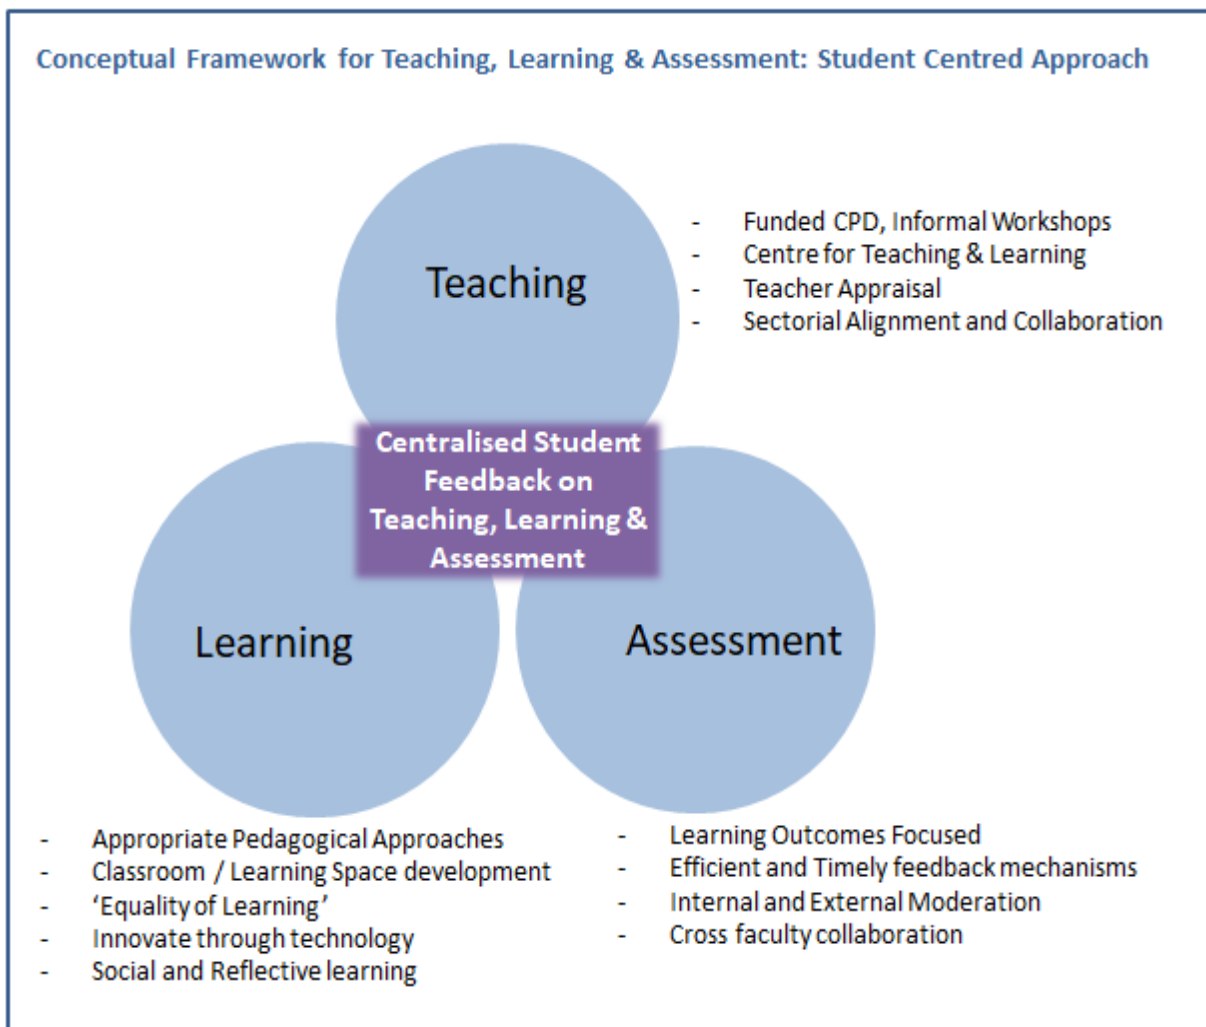 Conceptual Framework for Teaching, Learning & Assessment: Student Centred Approach
Teaching
- Funded CPD, Informal Workshops
- Centre for Teaching & Learning
- Teacher Appraisal
- Sectorial Alignment and Collaboration
Centralised Student
Feedback on
Teaching, Learning &
Assessment
Learning
Assessment
- Appropriate Pedagogical Approaches
- Classroom / Learning Space development
- ‘Equality of Learning’
- Innovate through technology
- Social and Reflective learning
- Learning Outcomes Focused
- Efficient and Timely feedback mechanisms
- Internal and External Moderation
- Cross faculty collaboration